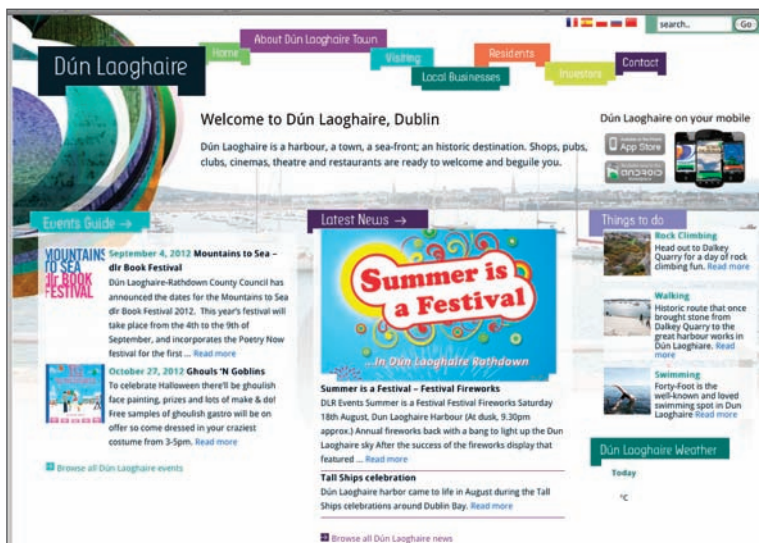 search..
Go
About Dún Laoghaire Town
Home
Visiting
Residents
Local Businesses
Investors
Contact
Dún Laoghaire
Welcome to Dún Laoghaire, Dublin
Dún Laoghaire is a harbour, a town, a sea-front; an historic destination. Shops, pubs,
clubs, cinemas, theatre and restaurants are ready to welcome and beguile you.
Dún Laoghaire on your mobile
App Store
ANDROID
Events Guide →
MOUNTAINS
TO SEA
dlr BOOK
FESTIVAL
September 4, 2012 Mountains to Sea –
dlr Book Festival
Dún Laoghaire-Rathdown County Council has
announced the dates for the Mountains to Sea
dlr Book Festival 2012. This year's festival will
take place from the 4th to the 9th of
September, and incorporates the Poetry Now
festival for the first ... Read more
October 27, 2012 Ghouls 'N Goblins
To celebrate Halloween there'll be ghoulish
face painting, prizes and lots of make & do!
Free samples of ghoulish gastro will be on
offer so come dressed in your craziest
costume from 3-5pm. Read more
Browse all Dún Laoghaire events
Latest News →
Summer is
a Festival
...in Dun Laoghaire Rathdown
Summer is a Festival – Festival Fireworks
DLR Events Summer is a Festival Festival Fireworks Saturday
18th August, Dun Laoghaire Harbour (At dusk, 9.30pm
approx.) Annual fireworks back with a bang to light up the Dun
Laoghaire sky After the success of the fireworks display that
featured ... Read more
Tall Ships celebration
Dún Laoghaire harbor came to life in August during the Tall
Ships celebrations around Dublin Bay. Read more
Browse all Dún Laoghaire news
Things to do
Rock Climbing
Head out to Dalkey
Quarry for a day of rock
climbing fun. Read more
Walking
Historic route that once
brought stone from
Dalkey Quarry to the
great harbour works in
Dún Laoghiare. Read
more
Swimming
Forty-Foot is the
well-known and loved
swimming spot in Dun
Laoghaire Read more
Dún Laoghaire Weather
Today
°C